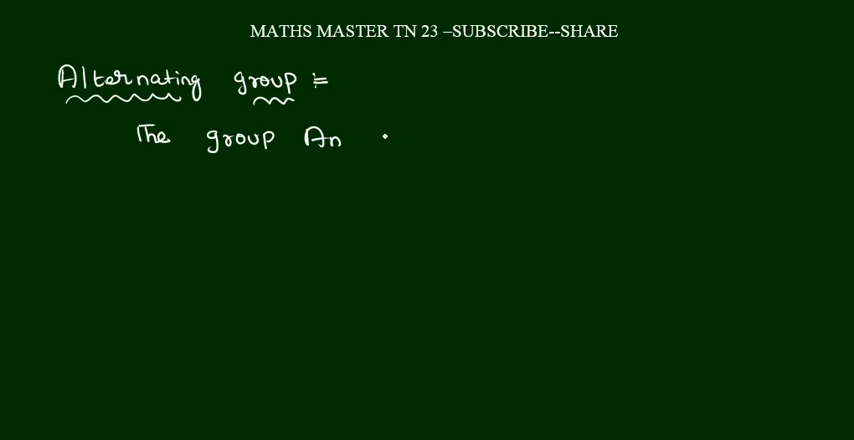 MATHS MASTER TN 23 –SUBSCRIBE--SHARE
Alternating group :=
The group An